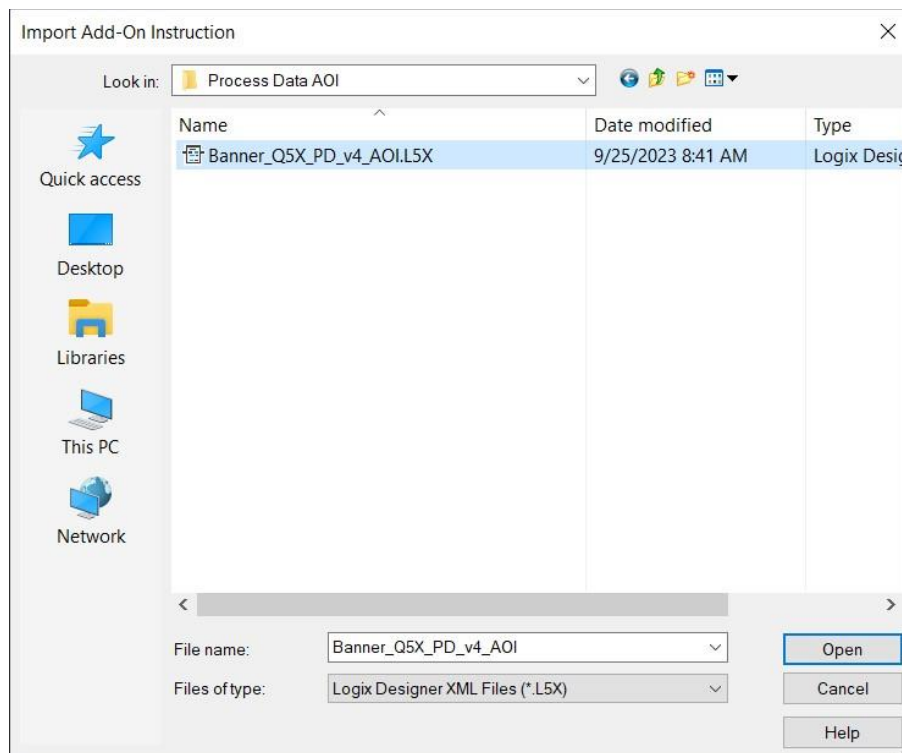 Import Add-On Instruction
Look in: Process Data AOI
Name Date modified Type
Banner_Q5X_PD_v4_AOI.L5X 9/25/2023 8:41 AM Logix Desig
Quick access
Desktop
Libraries
This PC
Network
File name: Banner_Q5X_PD_v4_AOI Open
Files of type: Logix Designer XML Files (*.L5X) Cancel
Help